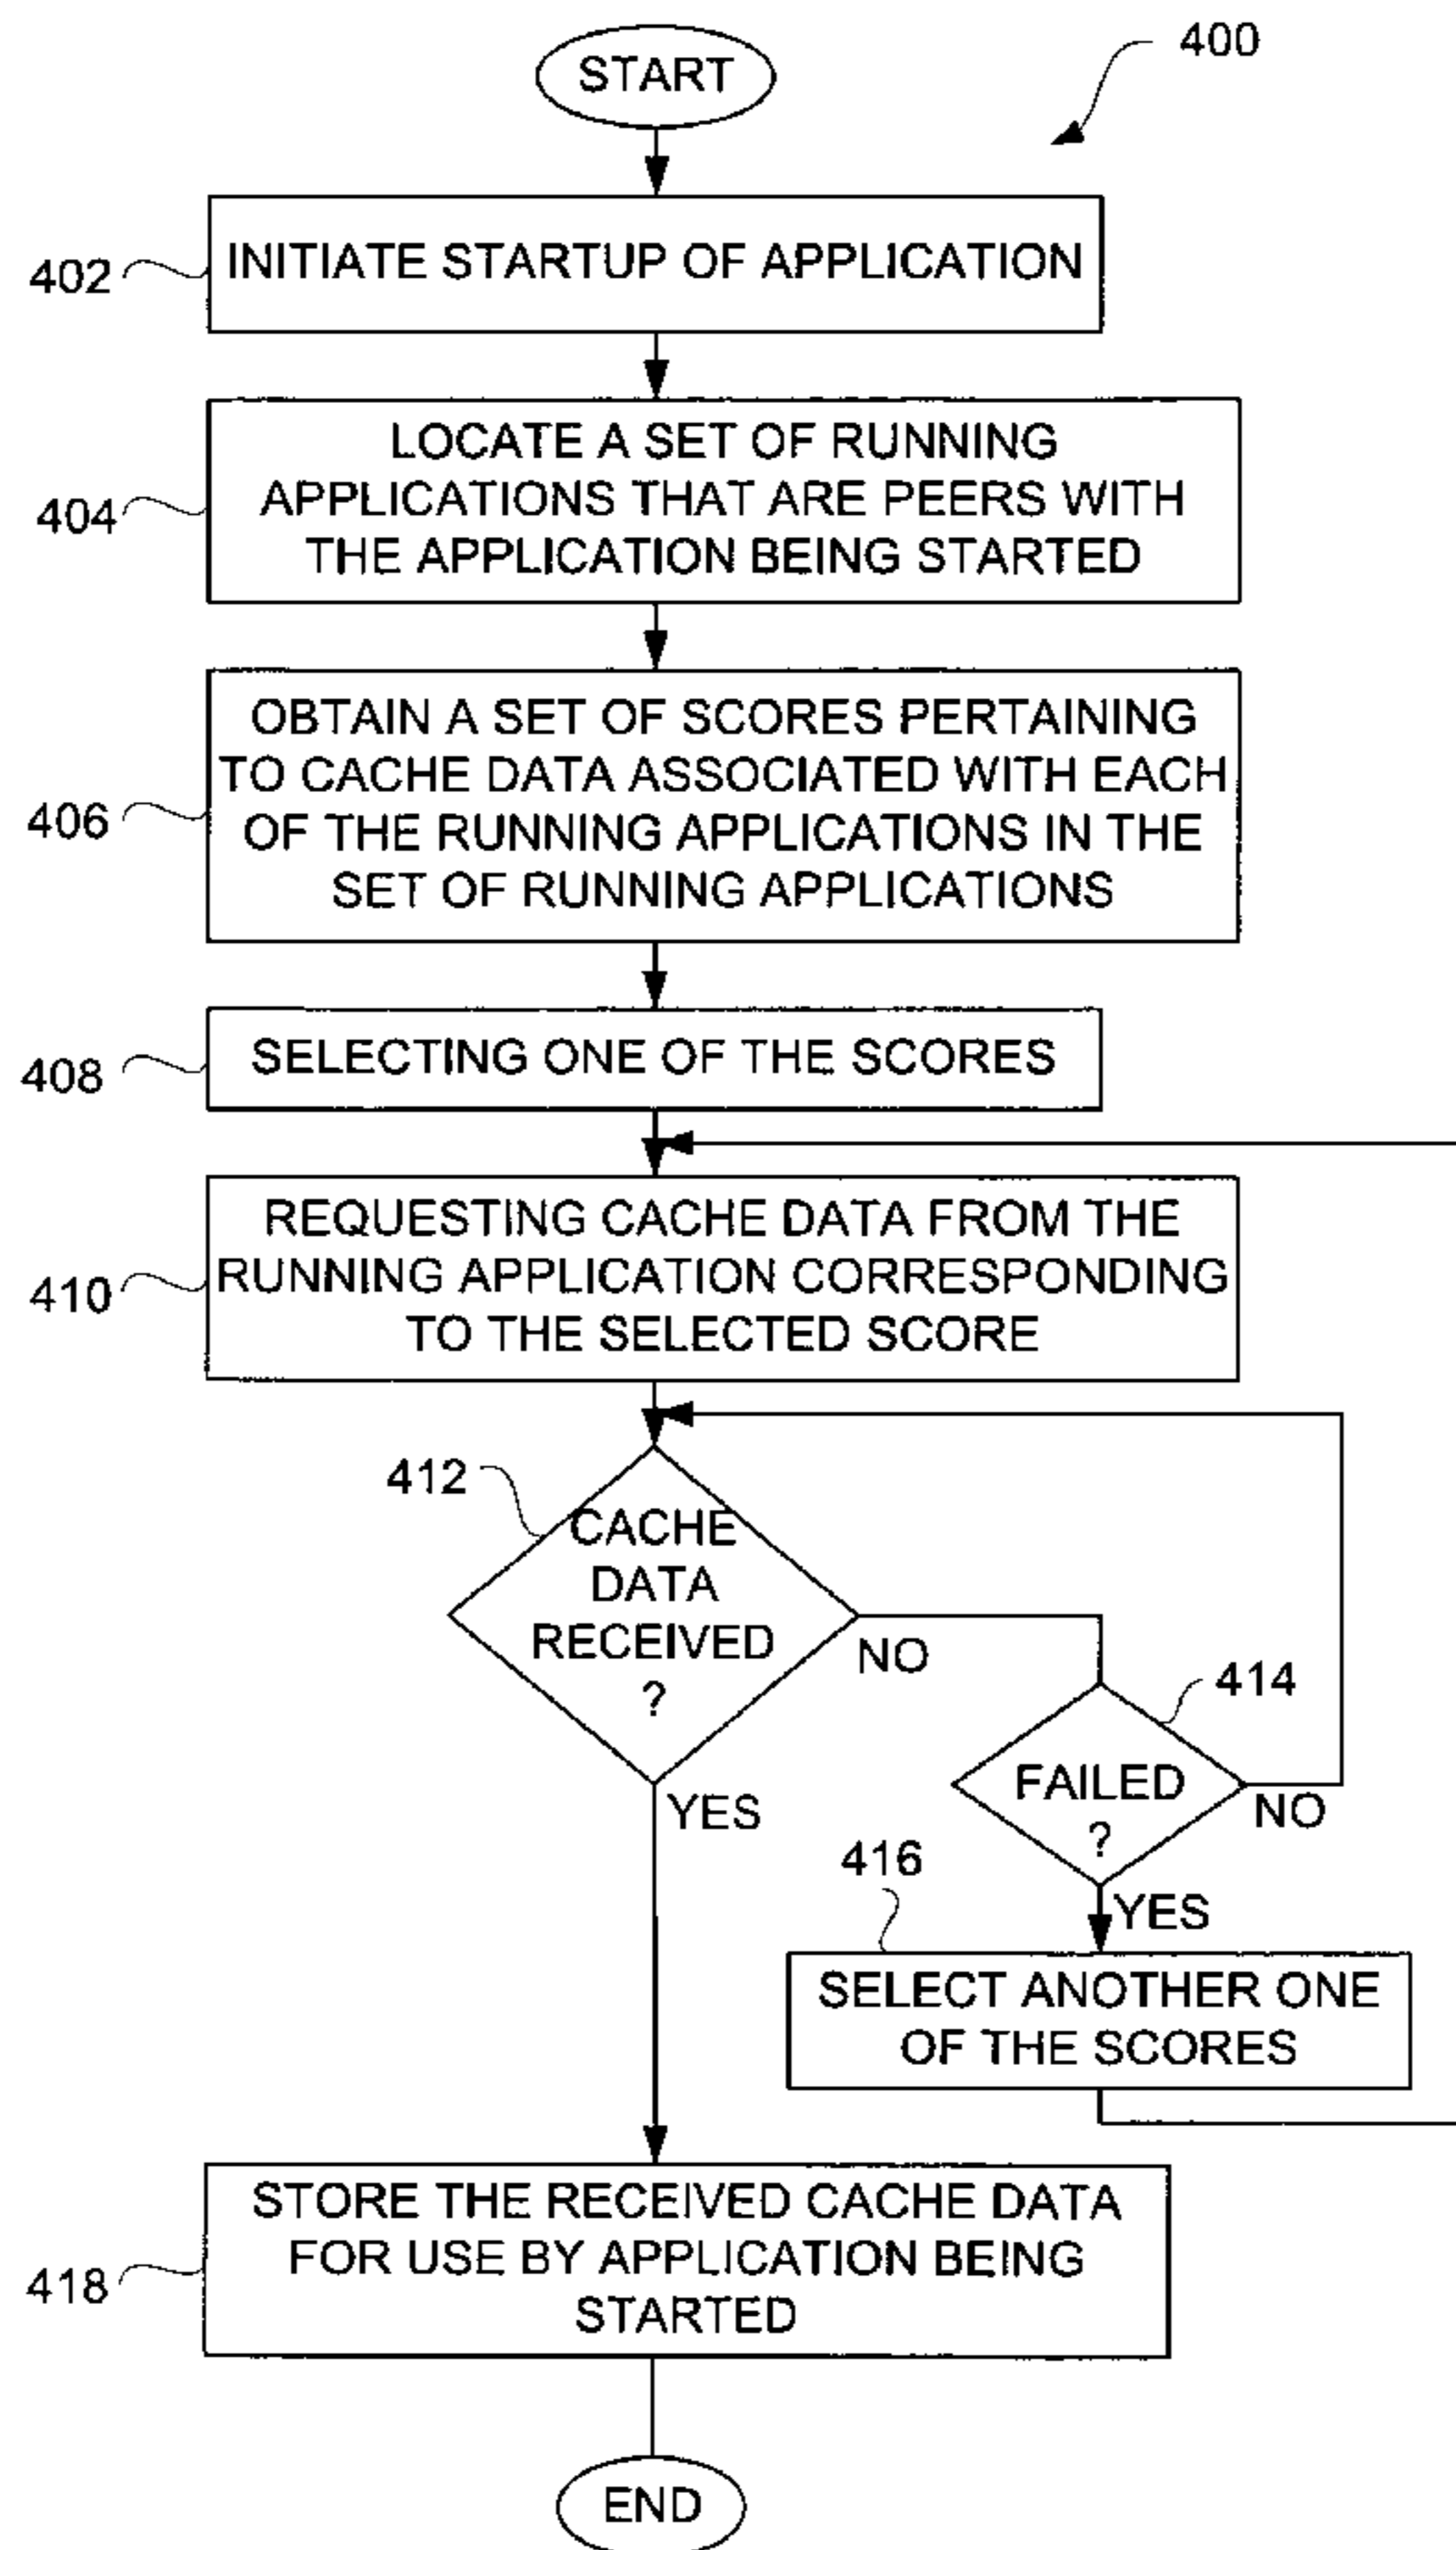 START
400
402
INITIATE STARTUP OF APPLICATION
404
LOCATE A SET OF RUNNING
APPLICATIONS THAT ARE PEERS WITH
THE APPLICATION BEING STARTED
406
OBTAIN A SET OF SCORES PERTAINING
TO CACHE DATA ASSOCIATED WITH EACH
OF THE RUNNING APPLICATIONS IN THE
SET OF RUNNING APPLICATIONS
408
SELECTING ONE OF THE SCORES
410
REQUESTING CACHE DATA FROM THE
RUNNING APPLICATION CORRESPONDING
TO THE SELECTED SCORE
412
CACHE
DATA
RECEIVED
?
NO
YES
414
FAILED
?
NO
YES
416
SELECT ANOTHER ONE
OF THE SCORES
418
STORE THE RECEIVED CACHE DATA
FOR USE BY APPLICATION BEING
STARTED
END